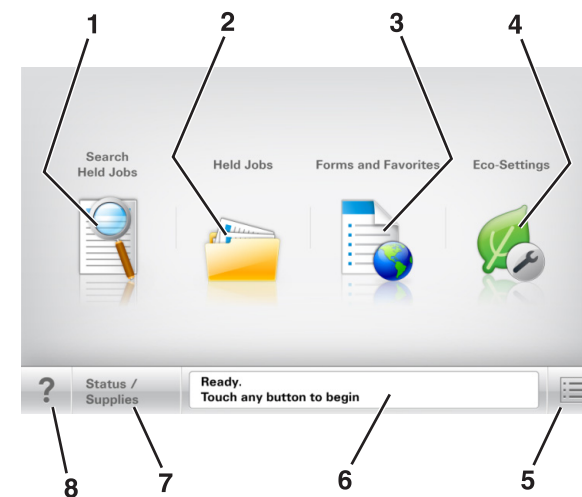 1 2 3 4
Search
Held Jobs
Held Jobs
Forms and Favorites
Eco-Settings
?
Status /
Supplies
Ready.
Touch any button to begin
8 7 6 5